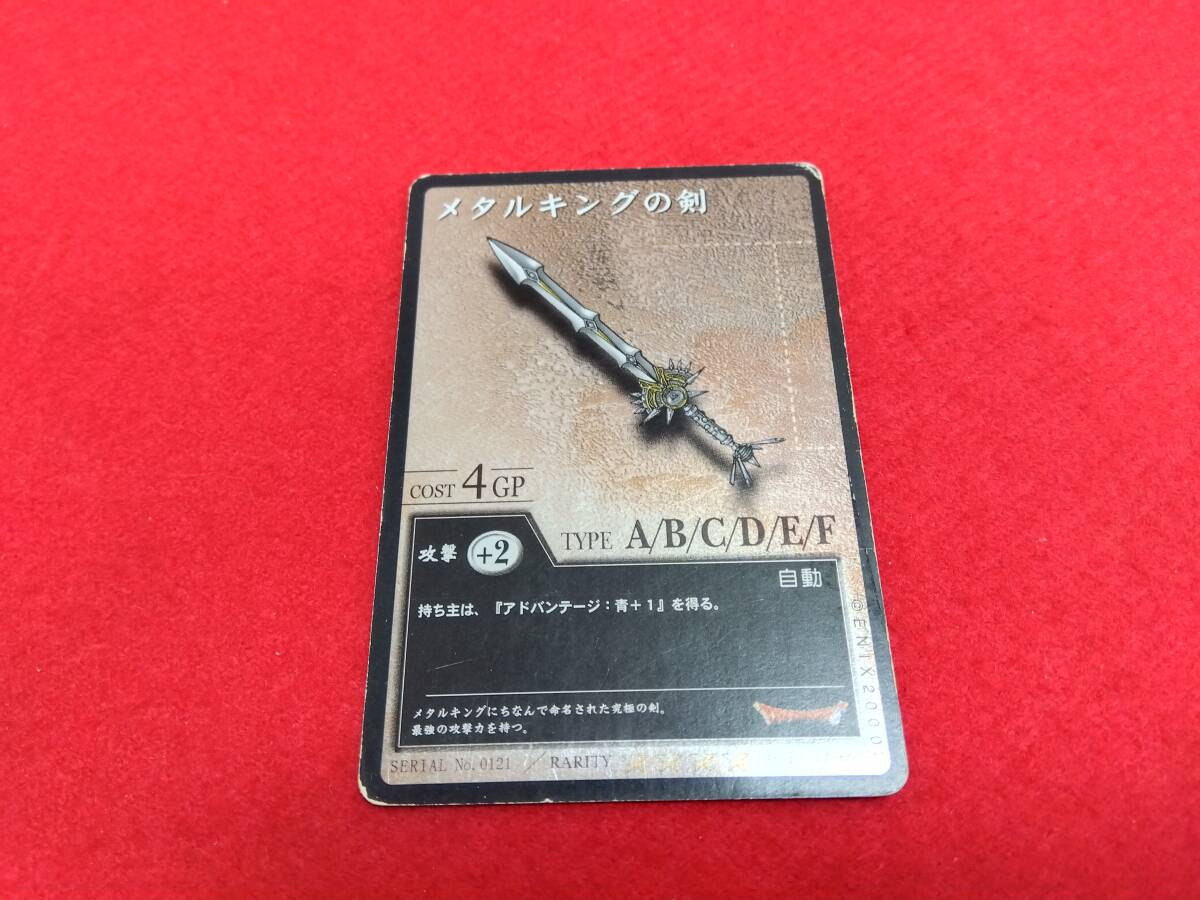 メタルキングの剣
COST 4 GP
TYPE A/B/C/D/E/F
攻撃 +2
自動
持ち主は、『アドバンテージ：青＋1』を得る。
メタルキングにちなんで命名された究極の剣。
最強の攻撃力を持つ。
SERIAL No.0121 / RARITY ★★★★
©ENIX2000